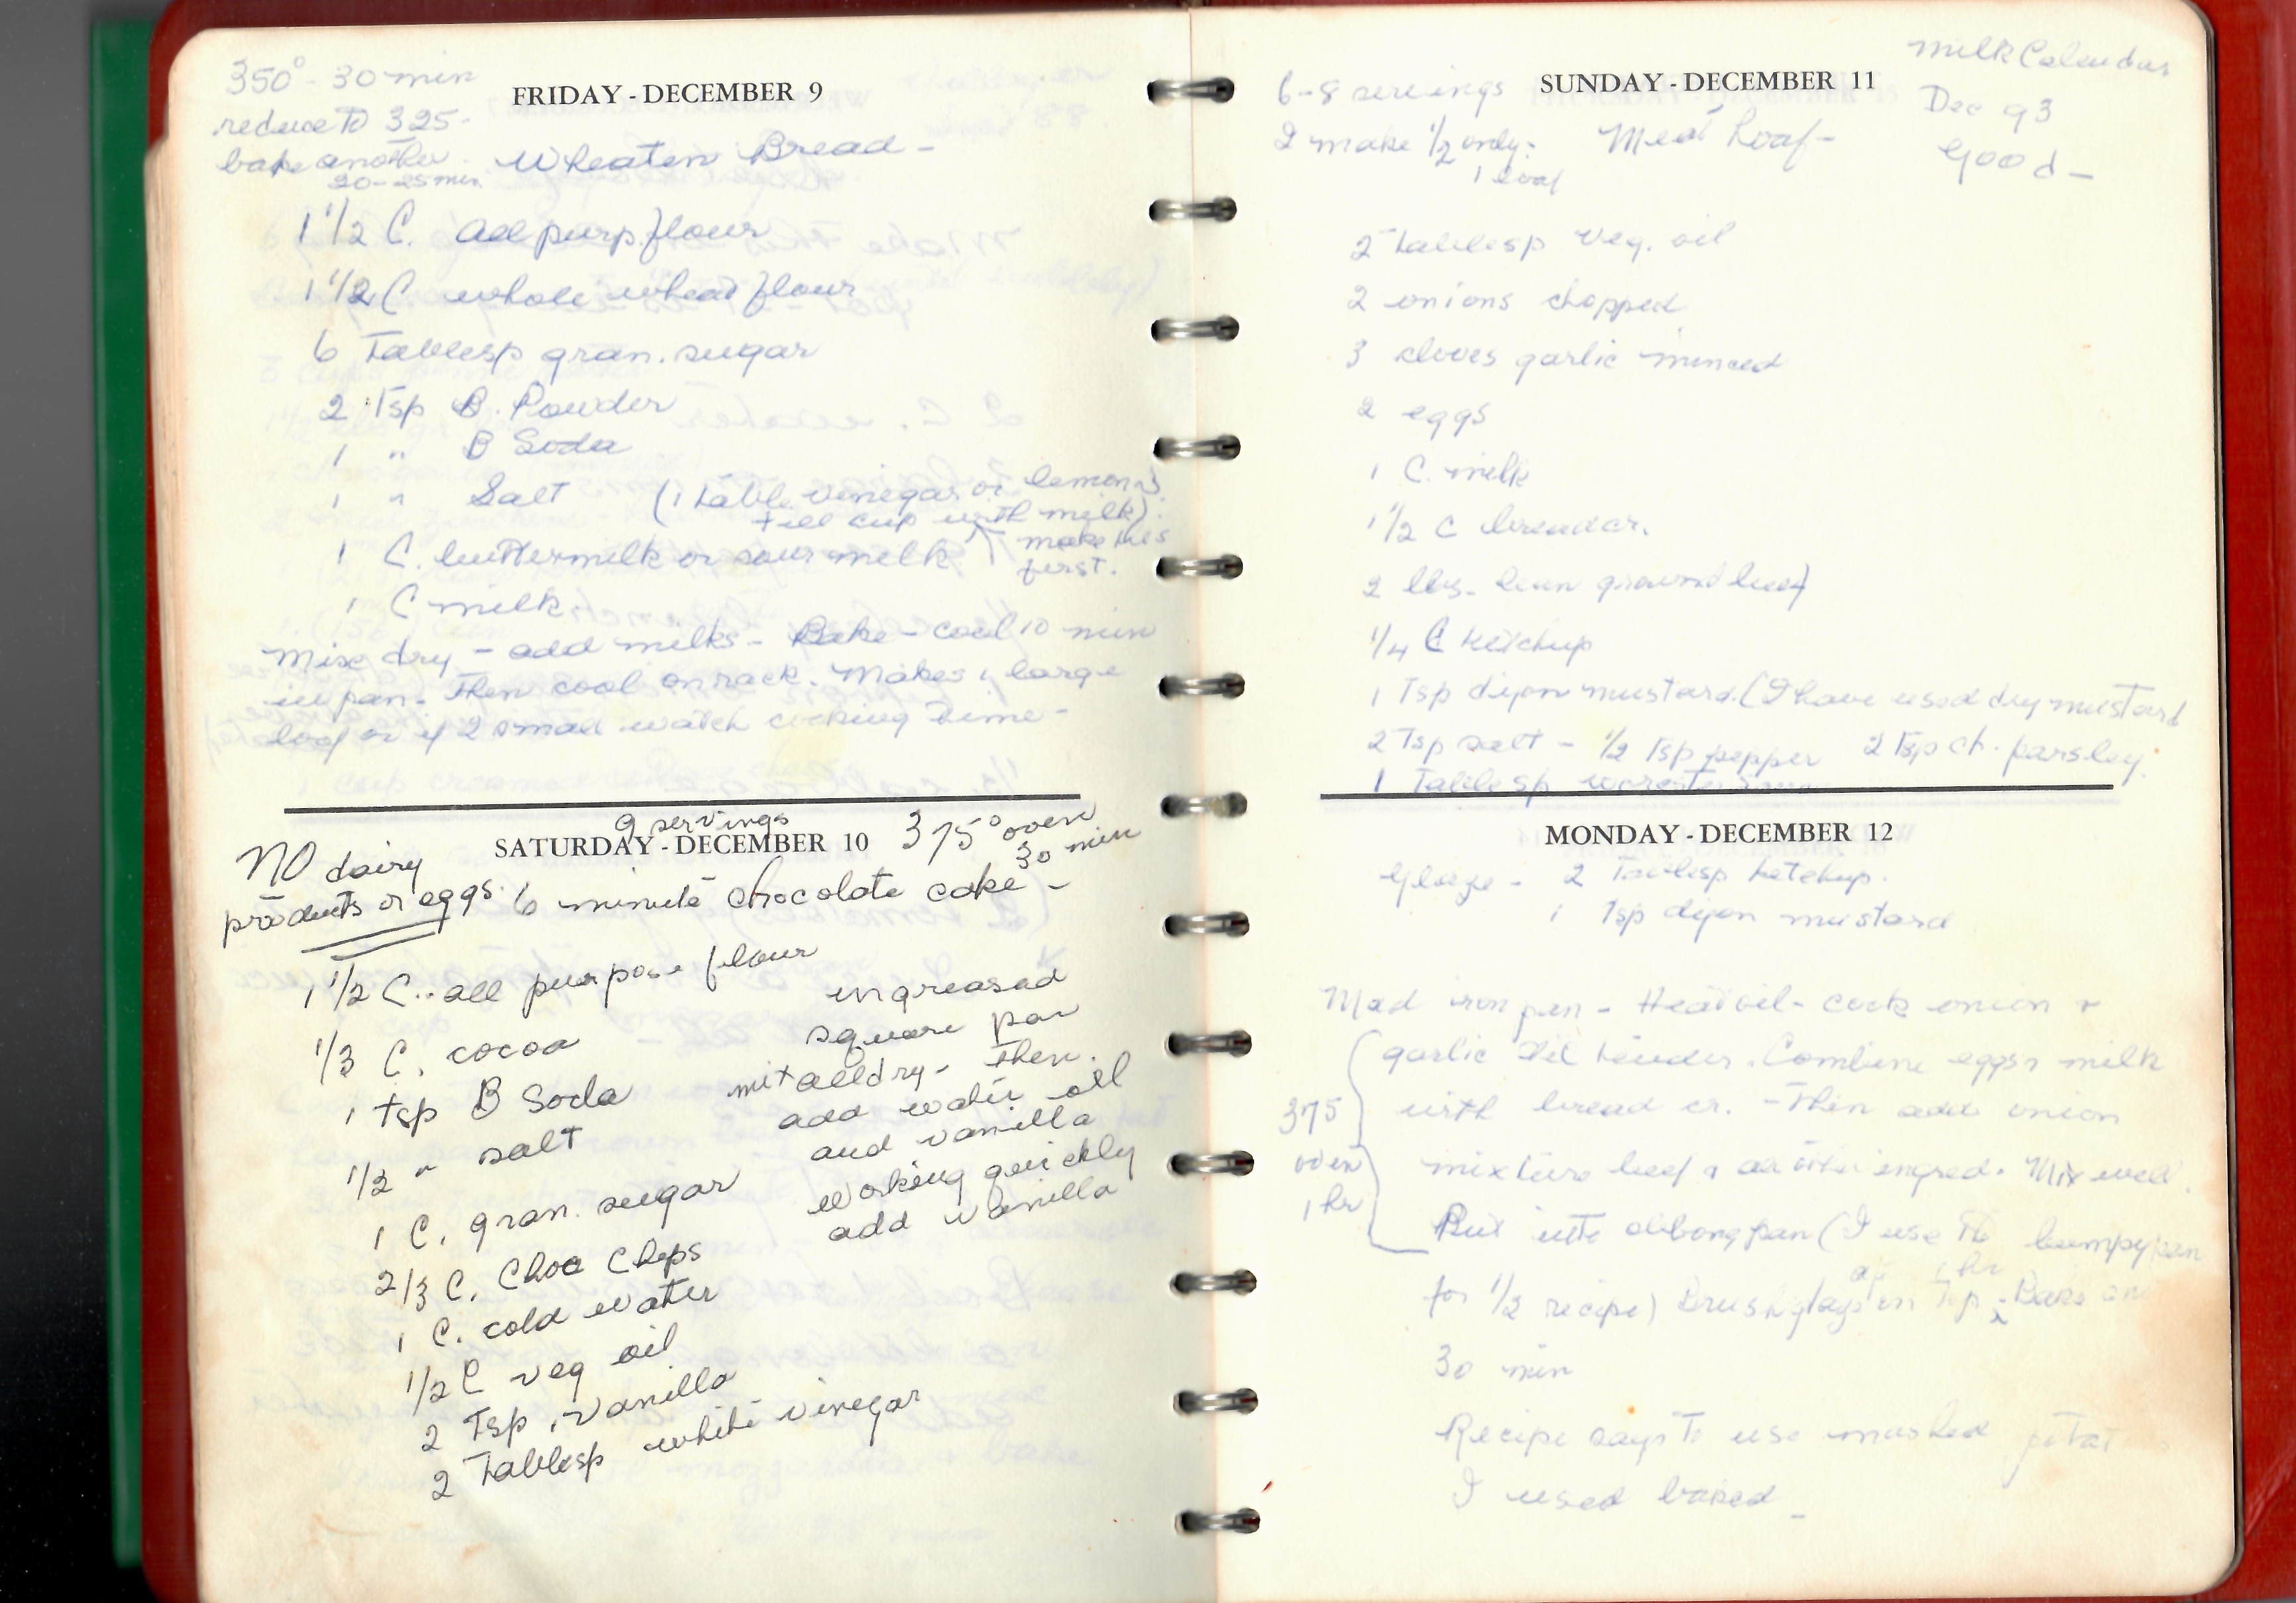 350° - 30 min
reduce to 325-
bake another
20-25 min
FRIDAY - DECEMBER 9
Wheaten Bread -
1 1/2 C. all purp. flour
1 1/2 C whole wheat flour
6 Tablesp gran. sugar
2 Tsp B. Powder
1 " B Soda
1 " Salt (1 table vinegar or lemon
fill cup with milk)
1 C. buttermilk or sour milk make this
first.
1 C milk.
Mix dry - add milks - Bake - cool 10 min
in pan. Then cool on rack. Makes 1 large
loaf or if 2 small watch cooking time -
9 servings
SATURDAY - DECEMBER 10
375° oven
30 min
NO dairy
products or eggs. 6 minute chocolate cake -
1 1/2 C. all purpose flour
1/3 C. cocoa
1 tsp B Soda
1/2 " salt
1 C. gran. sugar
2/3 C. Choc Chips
1 C. cold water
1/2 C veg oil
2 Tsp. vanilla
2 Tablesp white vinegar
ungreased
square pan
mix all dry - then.
add water oil
and vanilla
working quickly
add vanilla
Milk Calendar
Dec 93
Good -
SUNDAY - DECEMBER 11
6-8 servings
I make 1/2 only -
1 loaf
Meat Loaf -
2 Tablesp veg. oil
2 onions chopped
3 cloves garlic minced
2 eggs
1 C. milk
1 1/2 C breadcr.
2 lbs. lean ground beef
1/4 C ketchup
1 Tsp dijon mustard. (I have used dry mustard
2 Tsp salt - 1/2 Tsp pepper 2 Tsp ch. parsley.
1 Tablesp worcester
MONDAY - DECEMBER 12
Glaze - 2 Tablesp ketchup.
1 Tsp dijon mustard
Med iron pan - Heat oil - cook onion +
garlic til tender. Combine eggs + milk
with bread cr. - Then add onion
mixture beef + all other ingred. Mix well.
375
oven
1 hr
Put into oblong pan (I use the bumpy pan
for 1/2 recipe) Brush glaze on top Bake
30 min
Recipe says to use mashed
I used baked -